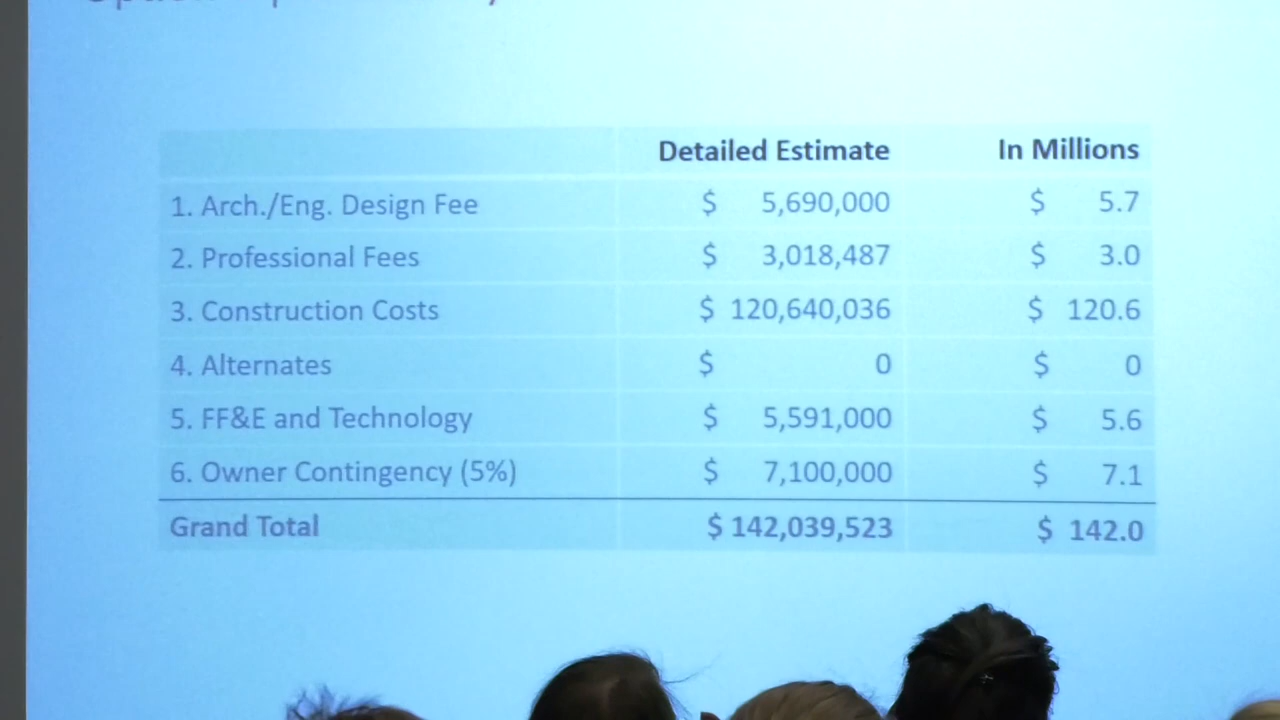 Detailed Estimate In Millions
1. Arch./Eng. Design Fee $ 5,690,000 $ 5.7
2. Professional Fees $ 3,018,487 $ 3.0
3. Construction Costs $ 120,640,036 $ 120.6
4. Alternates $ 0 $ 0
5. FF&E and Technology $ 5,591,000 $ 5.6
6. Owner Contingency (5%) $ 7,100,000 $ 7.1
Grand Total $ 142,039,523 $ 142.0